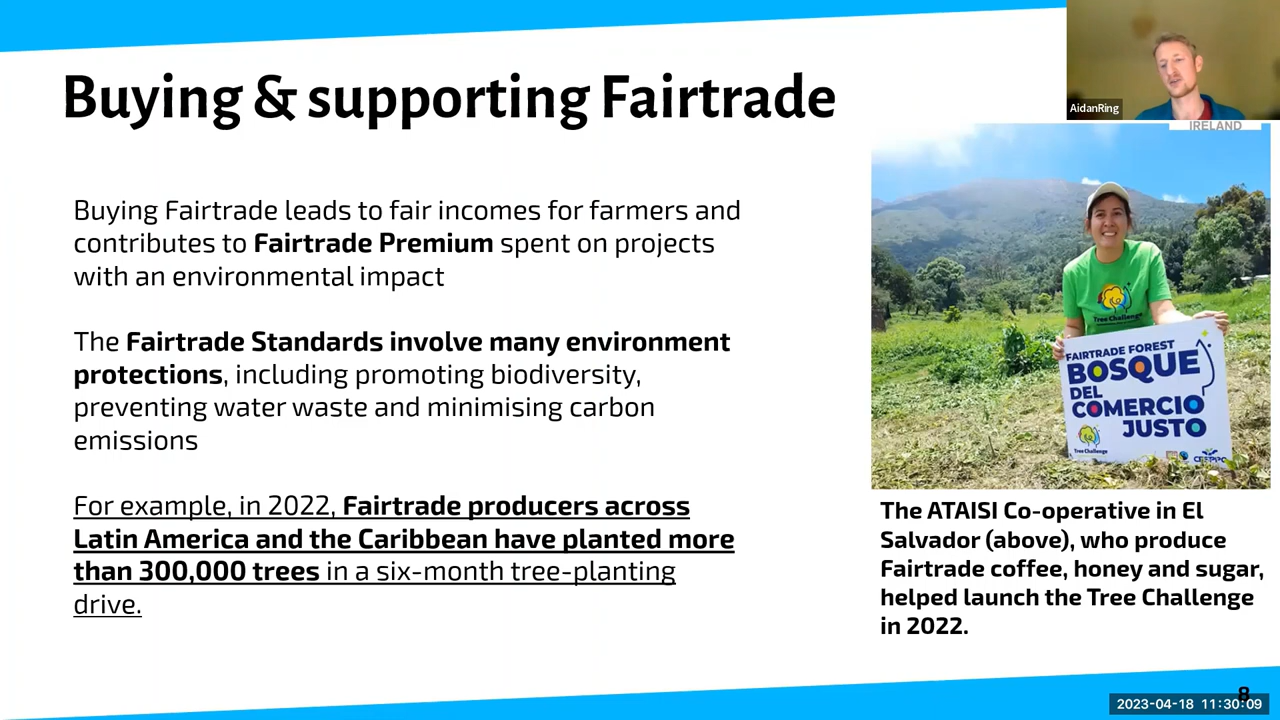 Buying & supporting Fairtrade
AidanRing
IRELAND
Buying Fairtrade leads to fair incomes for farmers and
contributes to Fairtrade Premium spent on projects
with an environmental impact
The Fairtrade Standards involve many environment
protections, including promoting biodiversity,
preventing water waste and minimising carbon
emissions
For example, in 2022, Fairtrade producers across
Latin America and the Caribbean have planted more
than 300,000 trees in a six-month tree-planting
drive.
Tree Challenge
FAIRTRADE FOREST
BOSQUE
DEL
COMERCIO
JUSTO
Tree Challenge
The ATAISI Co-operative in El
Salvador (above), who produce
Fairtrade coffee, honey and sugar,
helped launch the Tree Challenge
in 2022.
8
2023-04-18 11:30:09